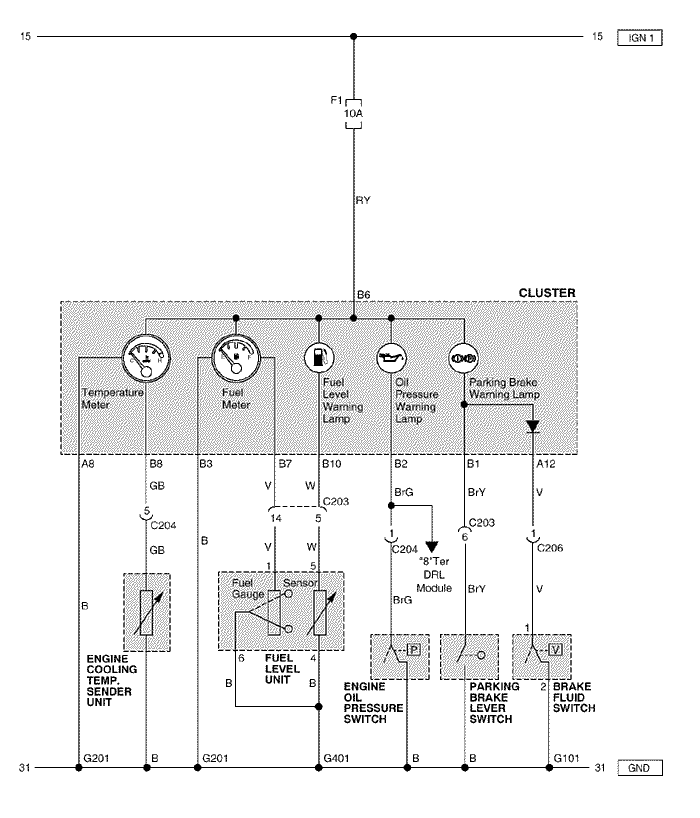 15
15
IGN 1
F1
10A
RY
B6
CLUSTER
C
H
E
F
Temperature
Meter
Fuel
Meter
Fuel
Level
Warning
Lamp
Oil
Pressure
Warning
Lamp
Parking Brake
Warning Lamp
A8
B8
B3
B7
B10
B2
B1
A12
GB
V
W
BrG
BrY
V
5
C204
14
5
C203
1
C204
"8"Ter
DRL
Module
C203
6
1
C206
GB
B
V
W
BrG
BrY
V
B
1
5
Fuel
Gauge
Sensor
1
P
V
6
4
2
ENGINE
COOLING
TEMP.
SENDER
UNIT
FUEL
LEVEL
UNIT
B
B
ENGINE
OIL
PRESSURE
SWITCH
PARKING
BRAKE
LEVER
SWITCH
BRAKE
FLUID
SWITCH
31
G201
B
G201
G401
B
B
G101
31
GND